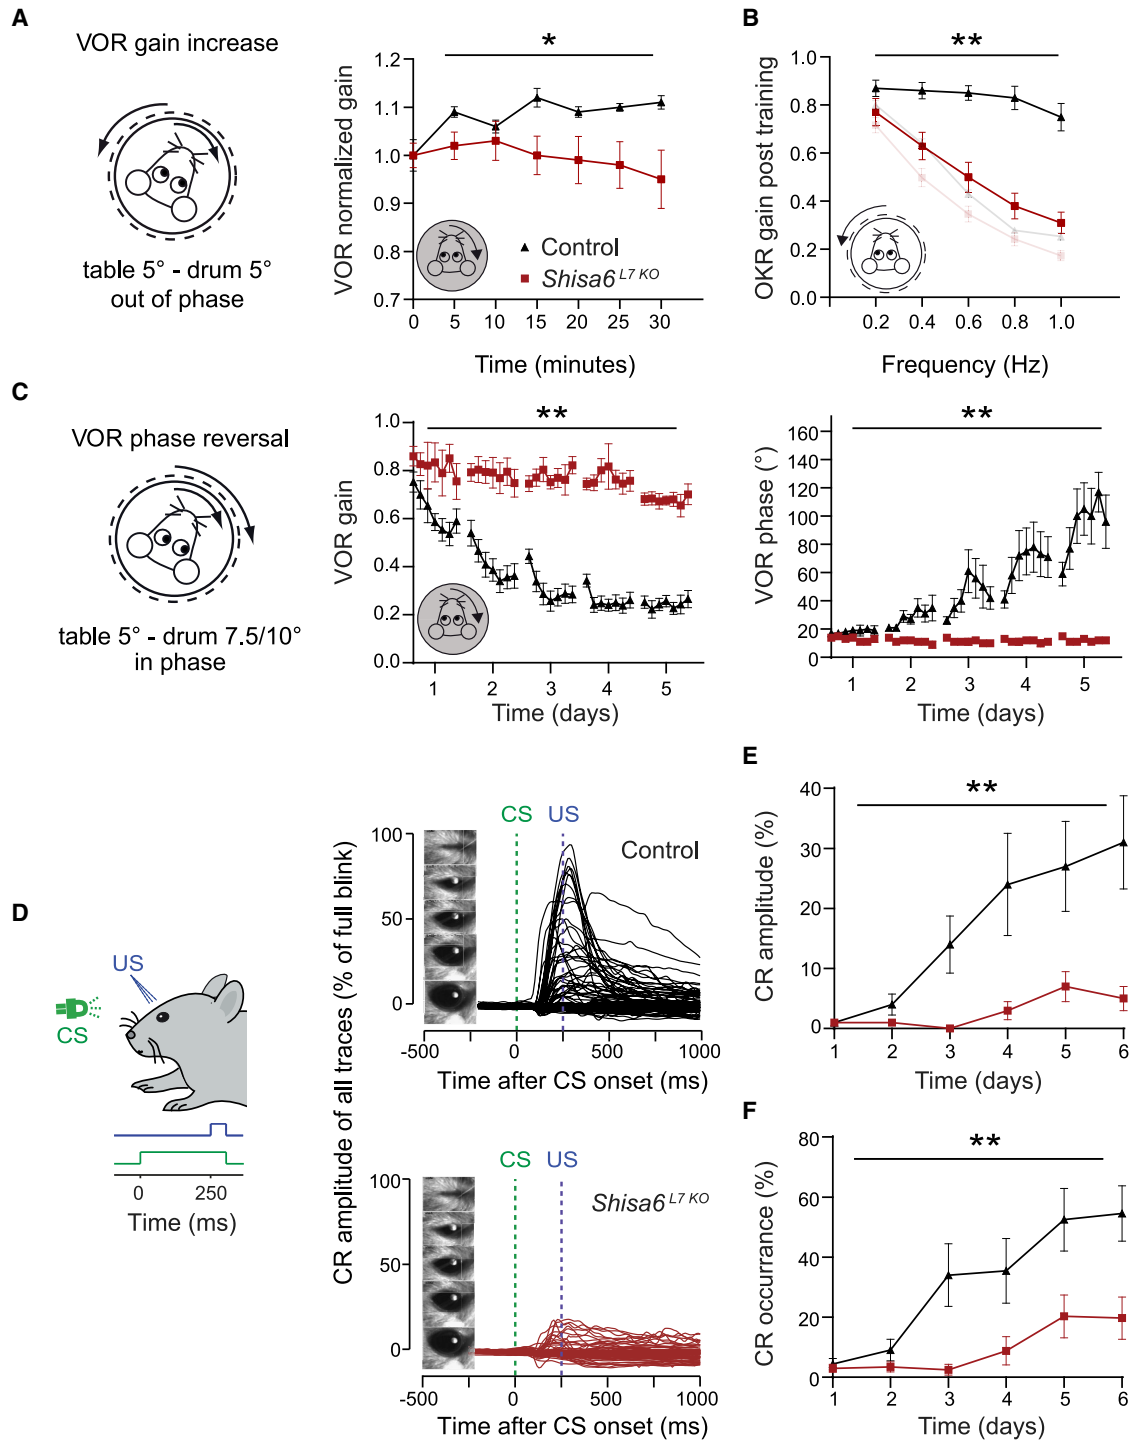 A
VOR gain increase
table 5° - drum 5°
out of phase
VOR normalized gain
1.2
1.1
1.0
0.9
0.8
0.7
*
Control
Shisa6 L7 KO
0 5 10 15 20 25 30
Time (minutes)
B
OKR gain post training
1.0
0.8
0.6
0.4
0.2
0.0
**
0.2 0.4 0.6 0.8 1.0
Frequency (Hz)
C
VOR phase reversal
table 5° - drum 7.5/10°
in phase
VOR gain
1.0
0.8
0.6
0.4
0.2
0.0
**
1 2 3 4 5
Time (days)
VOR phase (°)
160
140
120
100
80
60
40
20
0
**
1 2 3 4 5
Time (days)
D
US
CS
0 250
Time (ms)
CR amplitude of all traces (% of full blink)
CS US
100
50
0
Control
-500 0 500 1000
Time after CS onset (ms)
CS US
100
50
0
Shisa6 L7 KO
-500 0 500 1000
Time after CS onset (ms)
E
CR amplitude (%)
40
30
20
10
0
**
1 2 3 4 5 6
Time (days)
F
CR occurrance (%)
80
60
40
20
0
**
1 2 3 4 5 6
Time (days)